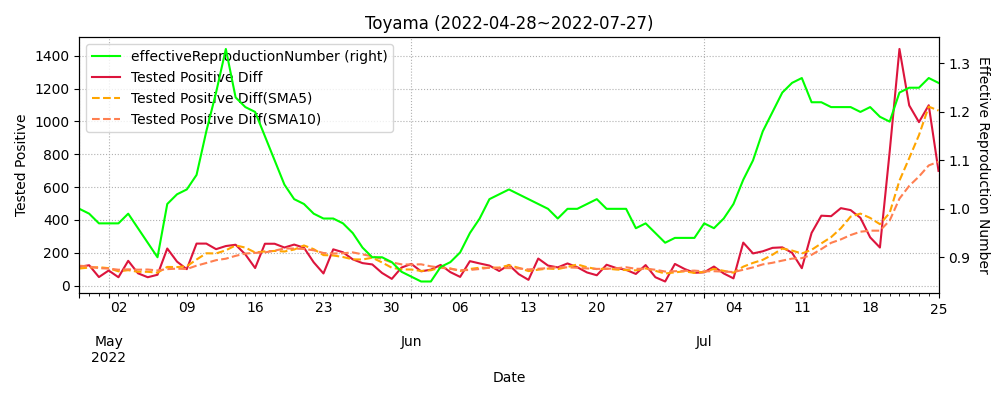 Toyama (2022-04-28~2022-07-27)
effectiveReproductionNumber (right)
Tested Positive Diff
Tested Positive Diff(SMA5)
Tested Positive Diff(SMA10)
Tested Positive
1400
1200
1000
800
600
400
200
0
Effective Reproduction Number
1.3
1.2
1.1
1.0
0.9
02 09 16 23 30 06 13 20 27 04 11 18 25
May Jun Jul
2022
Date